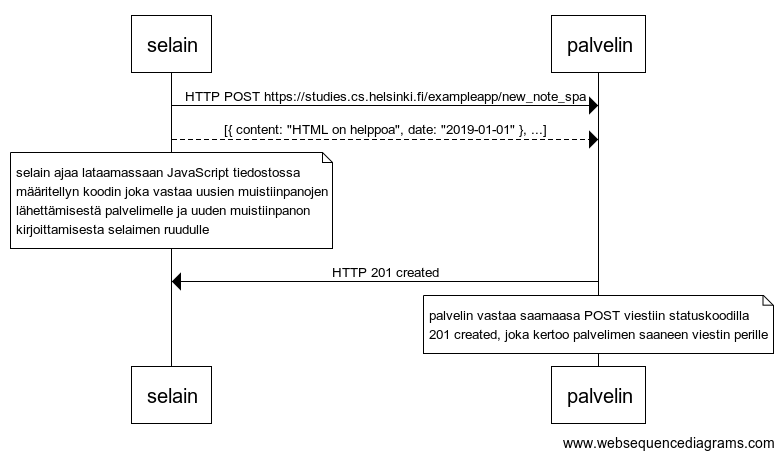 selain
palvelin
HTTP POST https://studies.cs.helsinki.fi/exampleapp/new_note_spa
[{ content: "HTML on helppoa", date: "2019-01-01" }, ...]
selain ajaa lataamassaan JavaScript tiedostossa
määritellyn koodin joka vastaa uusien muistiinpanojen
lähettämisestä palvelimelle ja uuden muistiinpanon
kirjoittamisesta selaimen ruudulle
HTTP 201 created
palvelin vastaa saamaasa POST viestiin statuskoodilla
201 created, joka kertoo palvelimen saaneen viestin perille
selain
palvelin
www.websequencediagrams.com